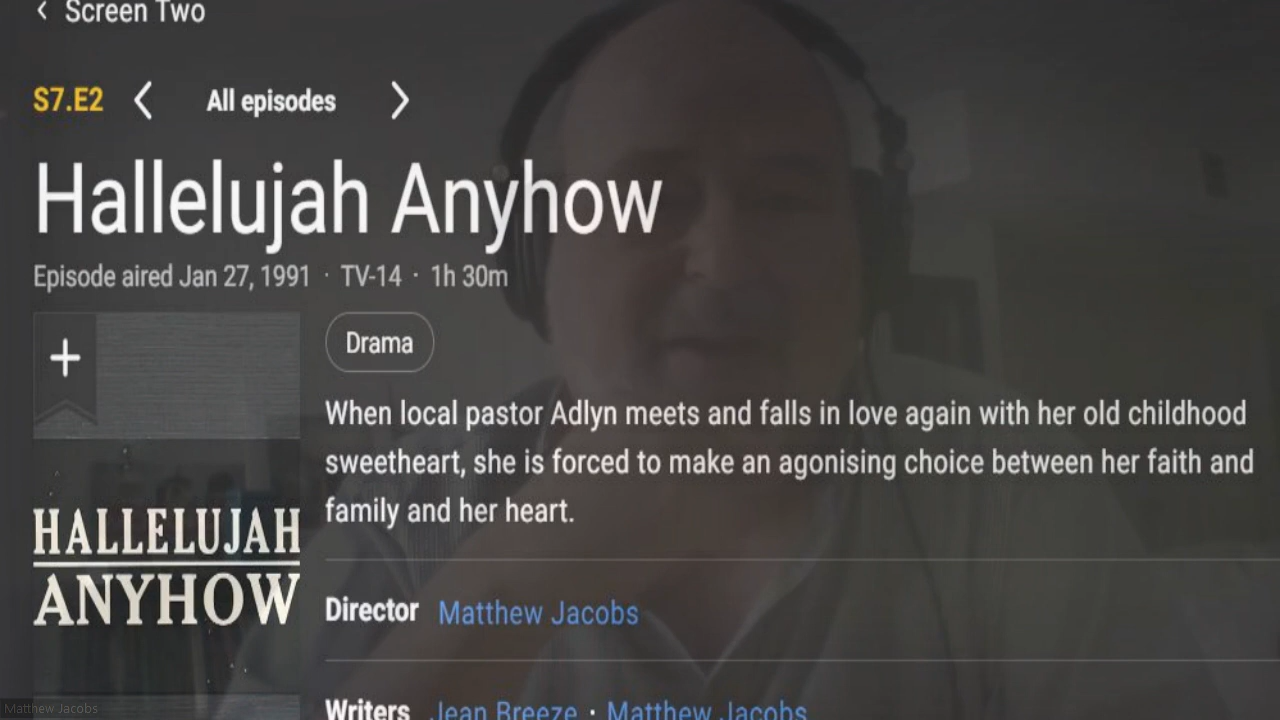 Screen Two
S7.E2 All episodes
Hallelujah Anyhow
Episode aired Jan 27, 1991 · TV-14 · 1h 30m
Drama
When local pastor Adlyn meets and falls in love again with her old childhood
sweetheart, she is forced to make an agonising choice between her faith and
family and her heart.
HALLELUJAH
ANYHOW
Director Matthew Jacobs
Writers Jean Breeze · Matthew Jacobs
Matthew Jacobs